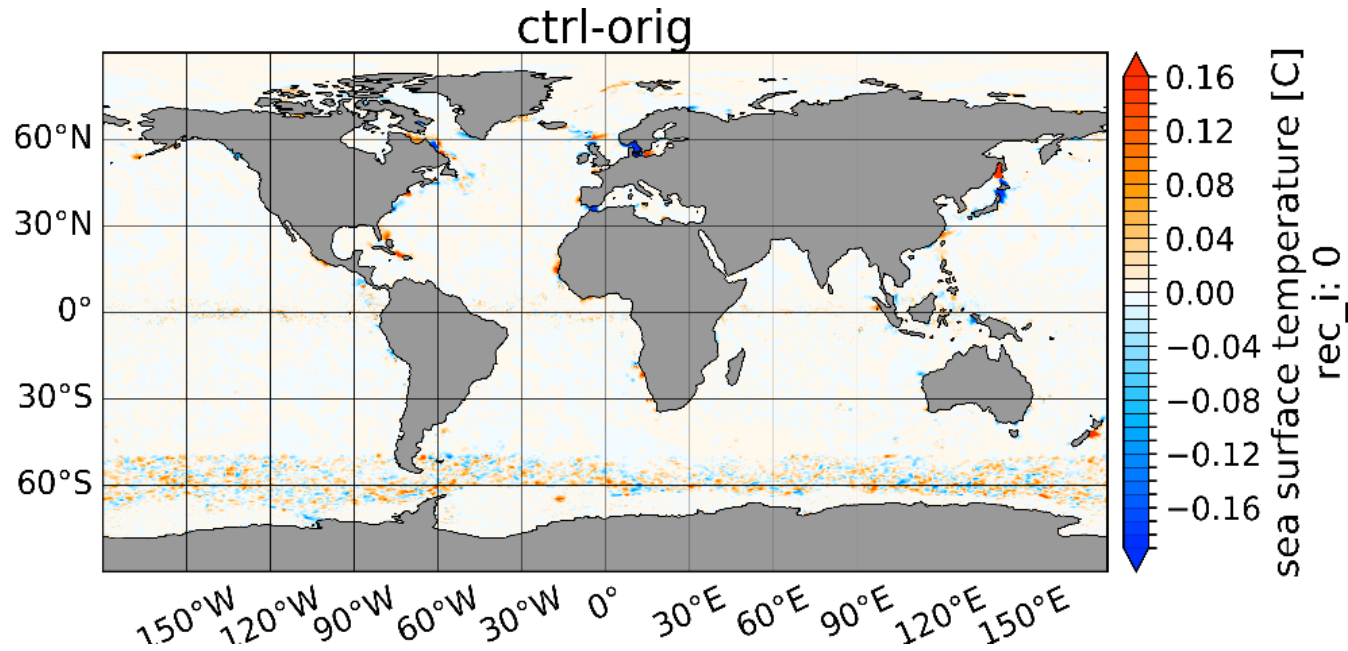 ctrl-orig
60°N
30°N
0°
30°S
60°S
150°W
120°W
90°W
60°W
30°W
0°
30°E
60°E
90°E
120°E
150°E
0.16
0.12
0.08
0.04
0.00
−0.04
−0.08
−0.12
−0.16
sea surface temperature [C]
rec_i: 0